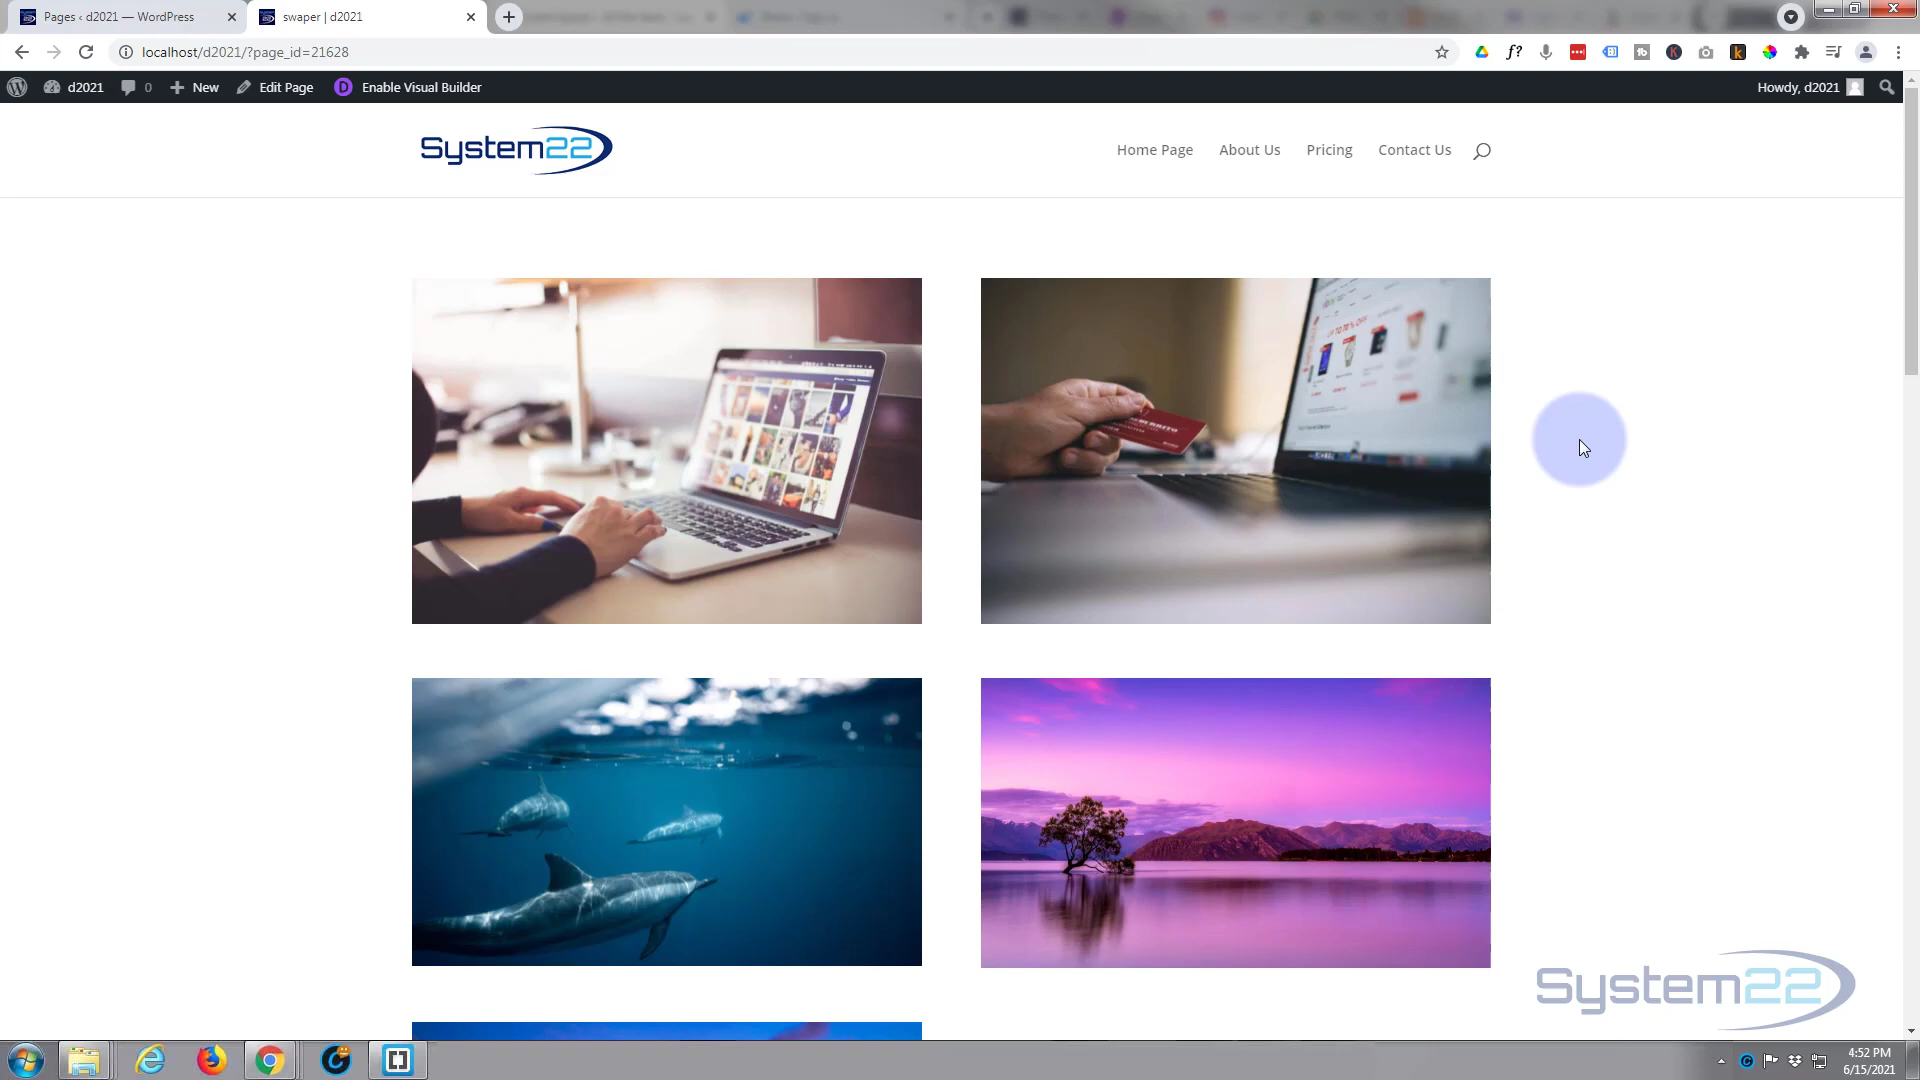 Pages ‹ d2021 — WordPress
swaper | d2021
localhost/d2021/?page_id=21628
d2021
0
New
Edit Page
Enable Visual Builder
Howdy, d2021
System22
Home Page
About Us
Pricing
Contact Us
System22
4:52 PM
6/15/2021